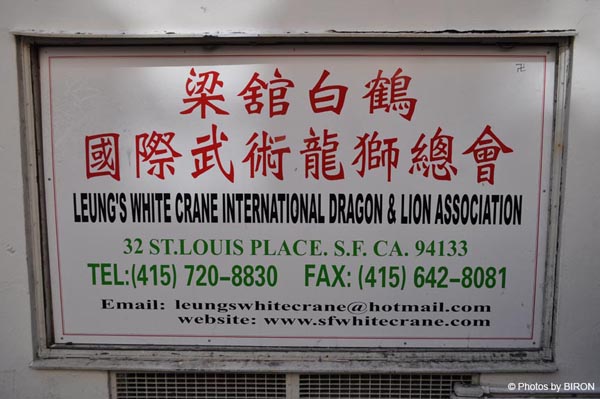 梁舘白鶴
國際武術龍獅總會
LEUNG'S WHITE CRANE INTERNATIONAL DRAGON & LION ASSOCIATION
32 ST.LOUIS PLACE. S.F. CA. 94133
TEL:(415) 720-8830 FAX: (415) 642-8081
Email: leungswhitecrane@hotmail.com
website: www.sfwhitecrane.com
© Photos by BIRON